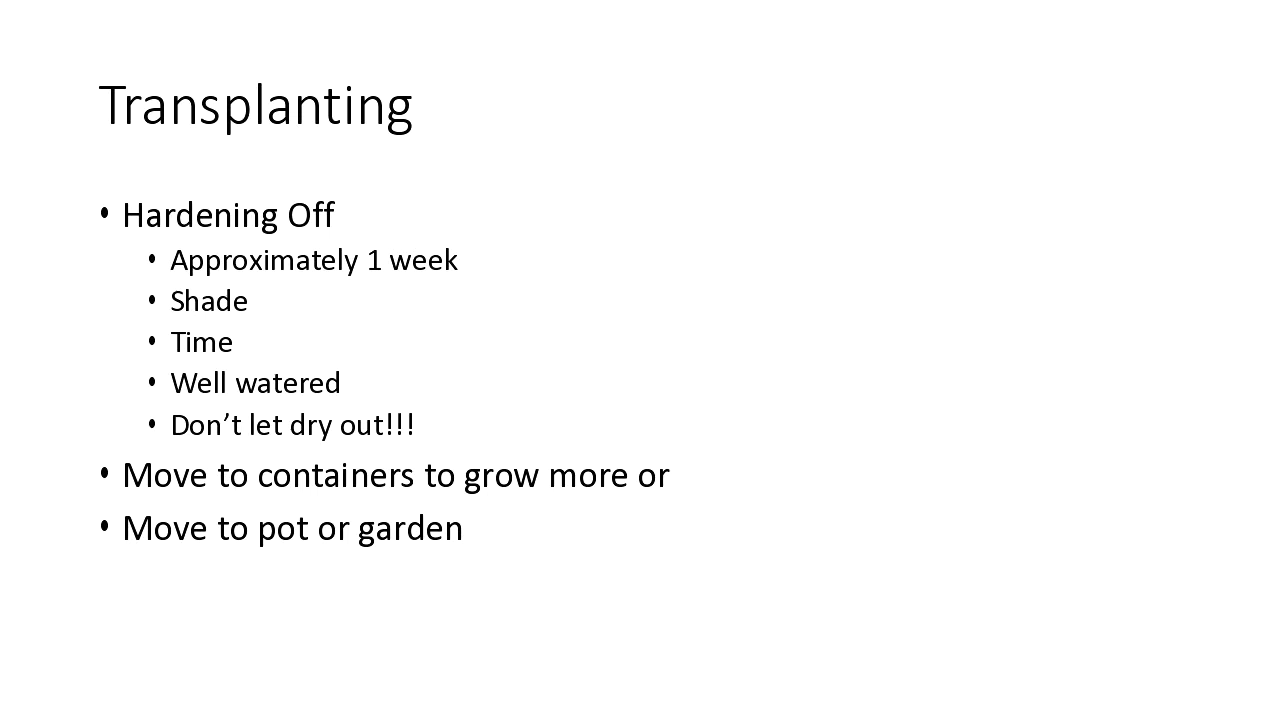 Transplanting
• Hardening Off
• Approximately 1 week
• Shade
• Time
• Well watered
• Don’t let dry out!!!
• Move to containers to grow more or
• Move to pot or garden